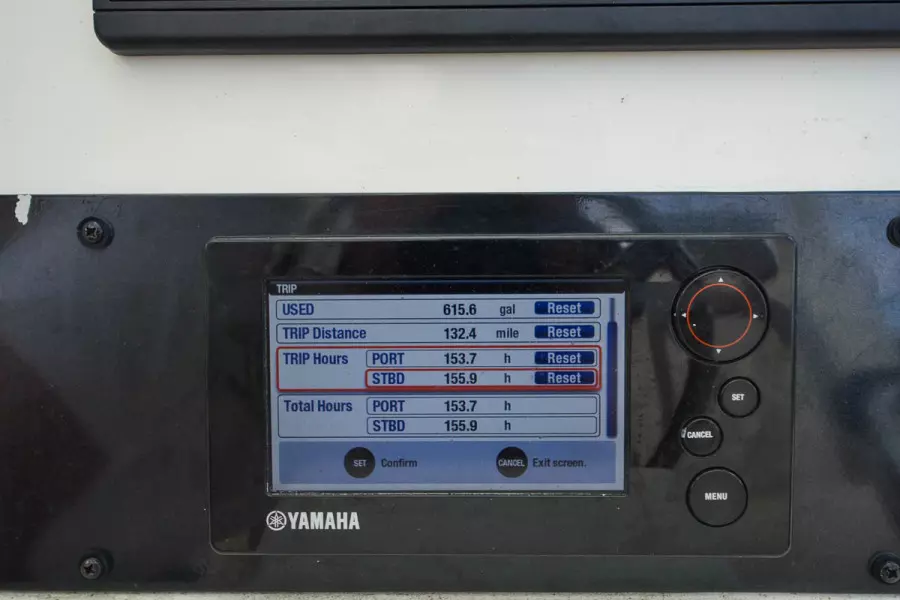 TRIP
USED 615.6 gal Reset
TRIP Distance 132.4 mile Reset
TRIP Hours PORT 153.7 h Reset
STBD 155.9 h Reset
Total Hours PORT 153.7 h
STBD 155.9 h
SET Confirm CANCEL Exit screen.
YAMAHA
SET
CANCEL
MENU